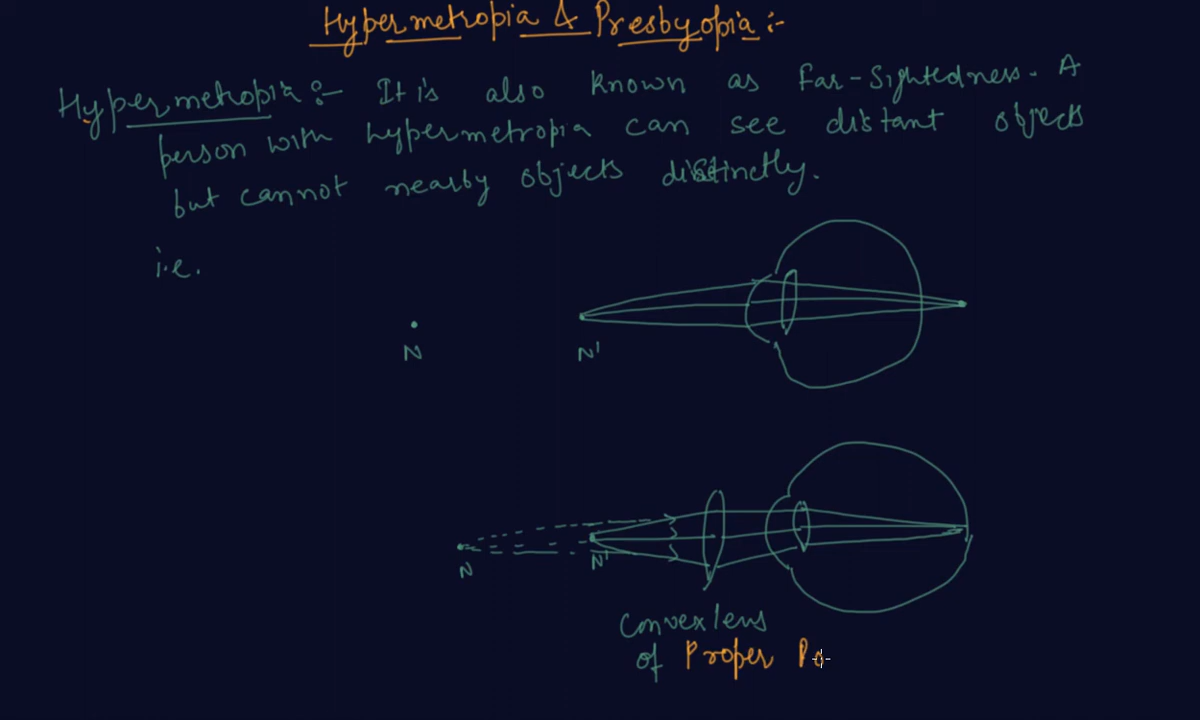 Hypermetropia & Presbyopia :-
Hypermetropia :- It is also known as Far-Sightedness. A
person with hypermetropia can see distant objects
but cannot nearby objects distinctly.
i.e.
N
N'
N
N'
Convex lens
of Proper Po